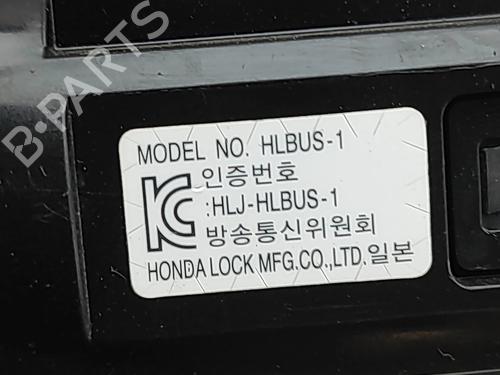 B-PARTS
MODEL NO. HLBUS-1
인증번호
:HLJ-HLBUS-1
방송통신위원회
HONDA LOCK MFG.CO.,LTD.일본